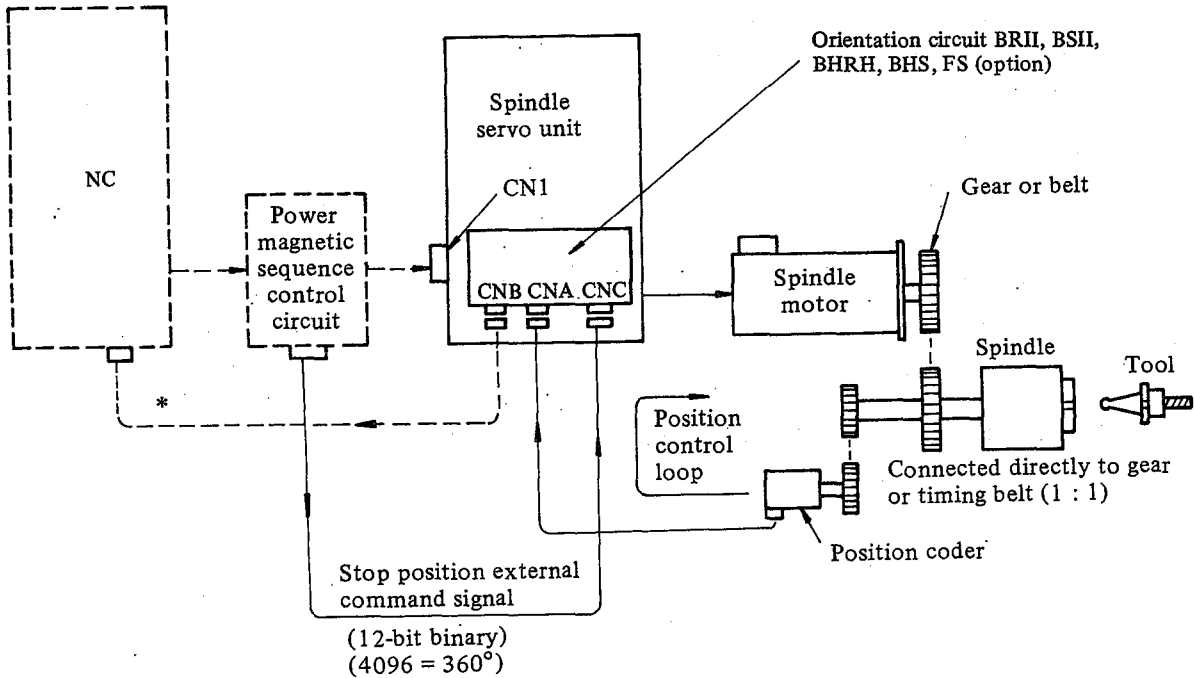 Orientation circuit BRII, BSII,
BHRH, BHS, FS (option)
Spindle
servo unit
NC
CN1
Gear or belt
Power
magnetic
sequence
control
circuit
CNB CNA. CNC
Spindle
motor
Spindle
Tool
*
Position
control
loop
Connected directly to gear
or timing belt (1 : 1)
Position coder
Stop position external
command signal
(12-bit binary)
(4096 = 360°)